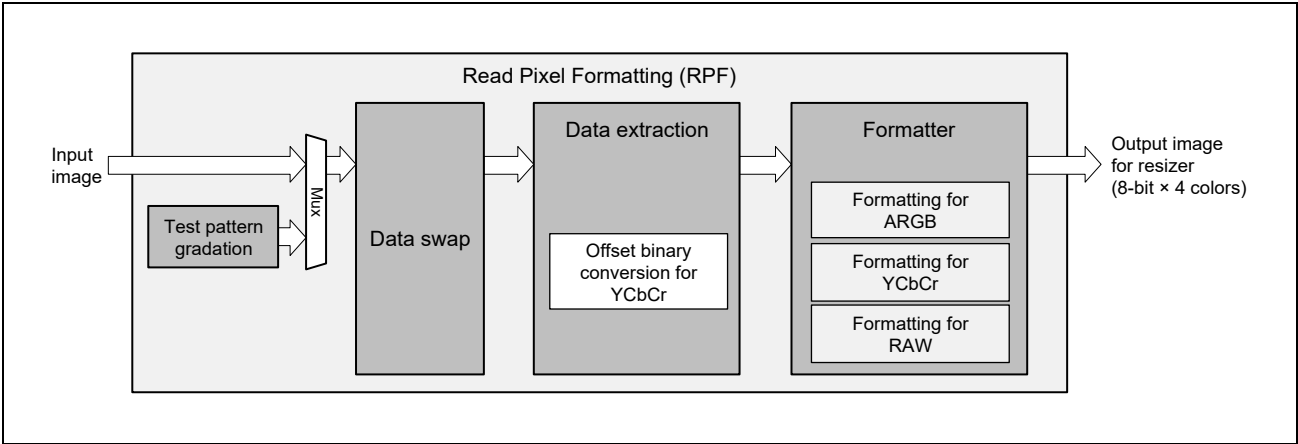 Read Pixel Formatting (RPF)
Input
image
Test pattern
gradation
Mux
Data swap
Data extraction
Offset binary
conversion for
YCbCr
Formatter
Formatting for
ARGB
Formatting for
YCbCr
Formatting for
RAW
Output image
for resizer
(8-bit × 4 colors)